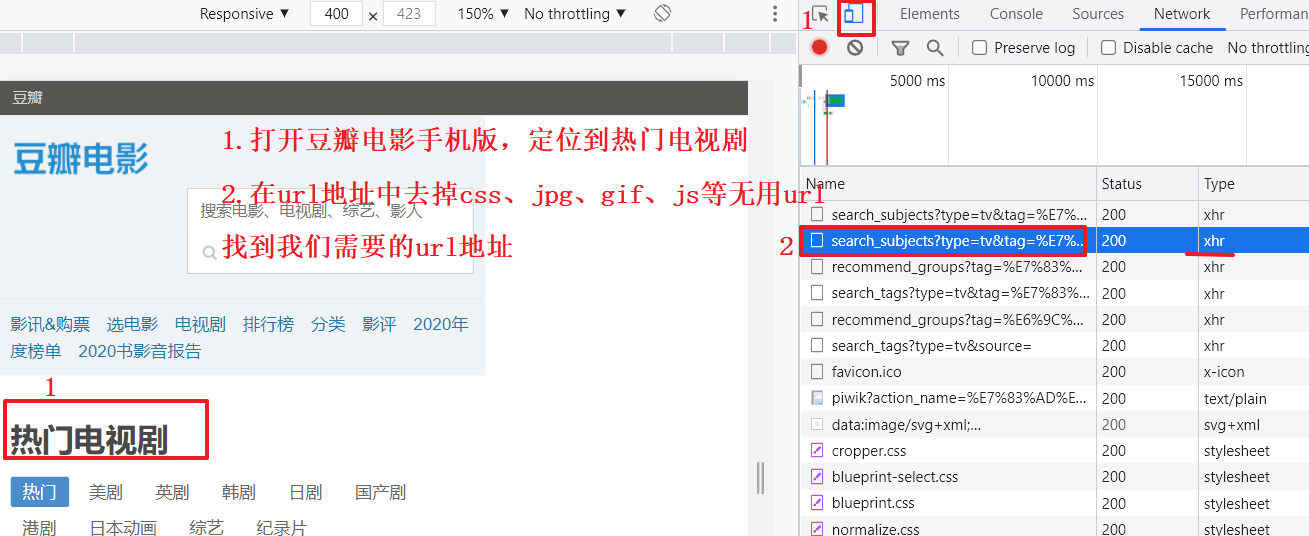 Responsive ▼ 400 × 423 150% ▼ No throttling ▼
1 Elements Console Sources Network Performan
Preserve log Disable cache No throttling
5000 ms 10000 ms 15000 ms
豆瓣
豆瓣电影
1.打开豆瓣电影手机版，定位到热门电视剧
2.在url地址中去掉css、jpg、gif、js等无用url
搜索电影、电视剧、综艺、影人
找到我们需要的url地址
影讯&购票 选电影 电视剧 排行榜 分类 影评 2020年
度榜单 2020书影音报告
1
热门电视剧
热门 美剧 英剧 韩剧 日剧 国产剧
港剧 日本动画 综艺 纪录片
Name Status Type
search_subjects?type=tv&tag=%E7%... 200 xhr
2 search_subjects?type=tv&tag=%E7%... 200 xhr
recommend_groups?tag=%E7%83%... 200 xhr
search_tags?type=tv&tag=%E7%83%... 200 xhr
recommend_groups?tag=%E6%9C%... 200 xhr
search_tags?type=tv&source= 200 xhr
favicon.ico 200 x-icon
piwik?action_name=%E7%83%AD%E... 200 text/plain
data:image/svg+xml;... 200 svg+xml
cropper.css 200 stylesheet
blueprint-select.css 200 stylesheet
blueprint.css 200 stylesheet
normalize.css 200 stylesheet